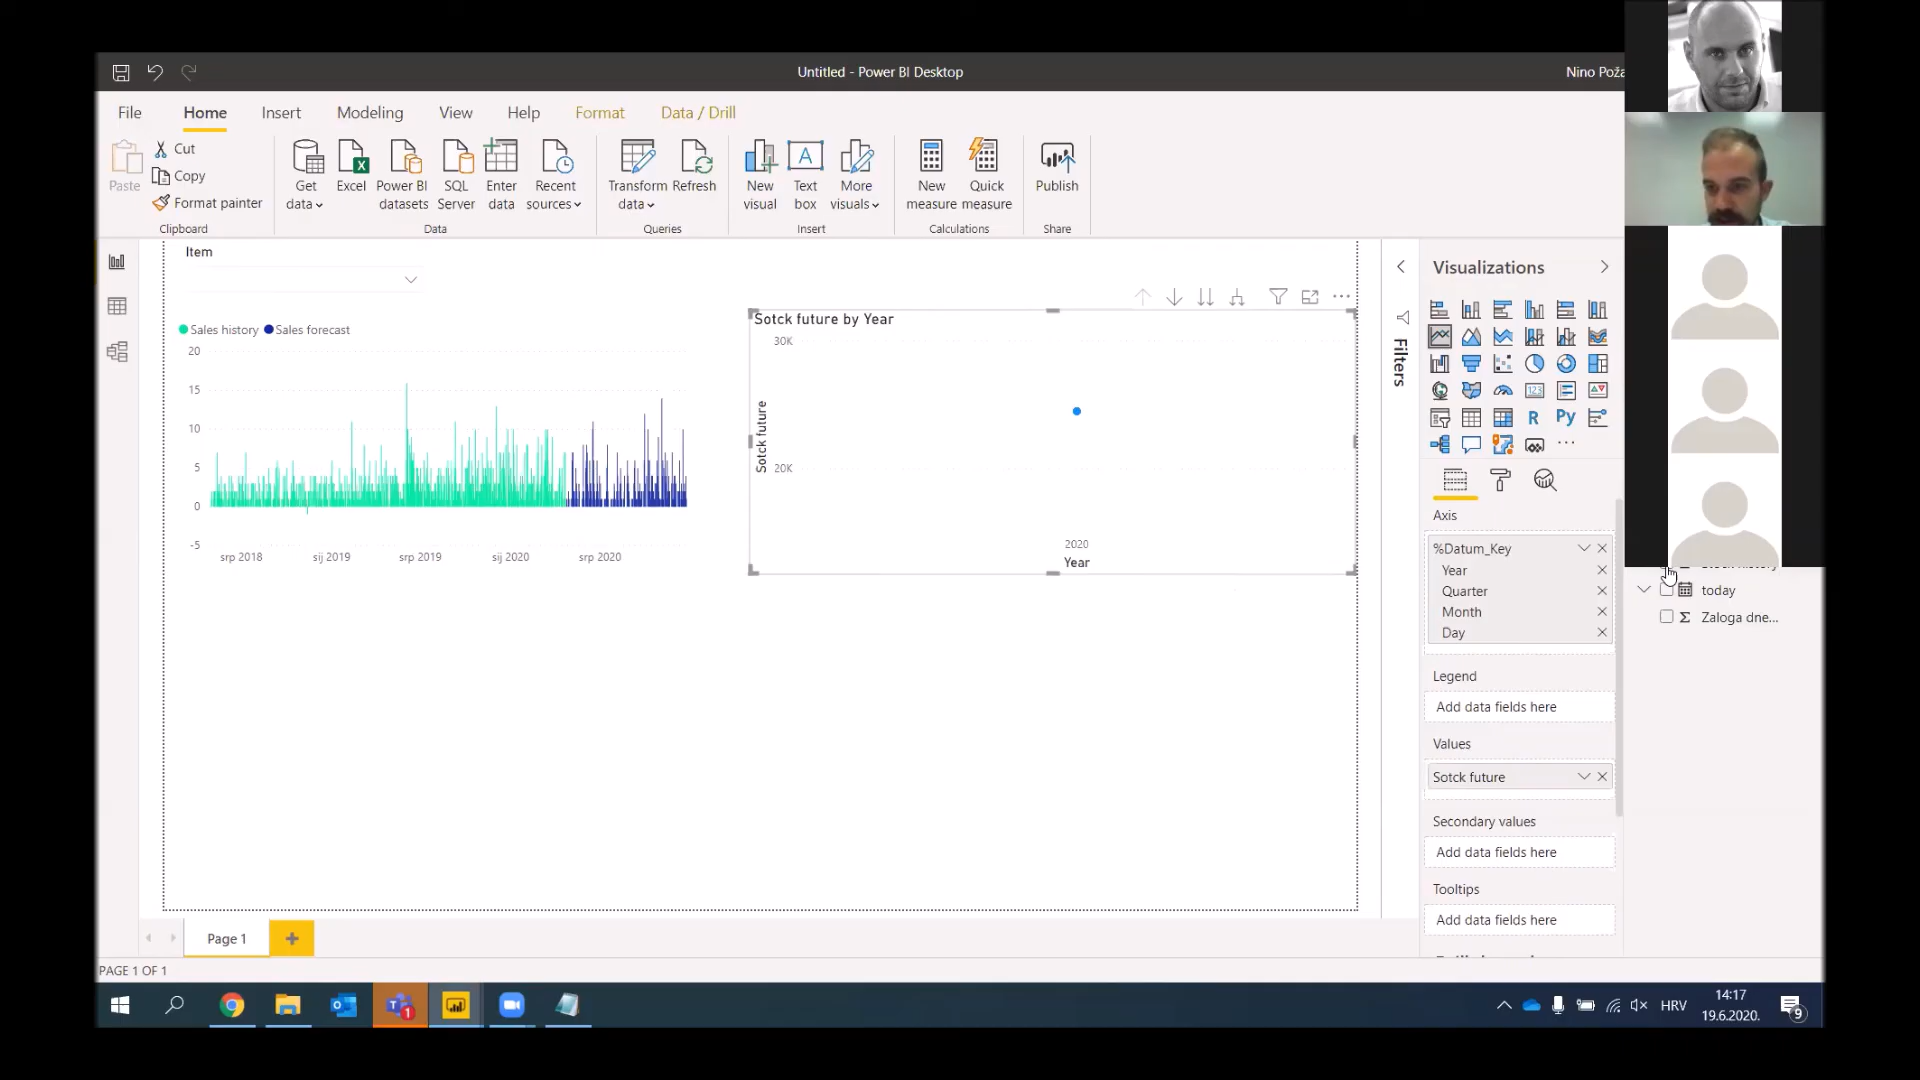 Untitled - Power BI Desktop
Nino Poža
File Home Insert Modeling View Help Format Data / Drill
Paste
Cut
Copy
Format painter
Clipboard
Get data
Excel
Power BI datasets
SQL Server
Enter data
Recent sources
Data
Transform data
Refresh
Queries
New visual
Text box
More visuals
Insert
New measure
Quick measure
Calculations
Publish
Share
Item
Sales history Sales forecast
20
15
10
5
0
-5
srp 2018 sij 2019 srp 2019 sij 2020 srp 2020
Sotck future by Year
30K
20K
Sotck future
2020
Year
Filters
Visualizations
R Py
Axis
%Datum_Key
Year
Quarter
Month
Day
Legend
Add data fields here
Values
Sotck future
Secondary values
Add data fields here
Tooltips
Add data fields here
today
Zaloga dne...
Page 1
PAGE 1 OF 1
HRV
14:17
19.6.2020.
9
1